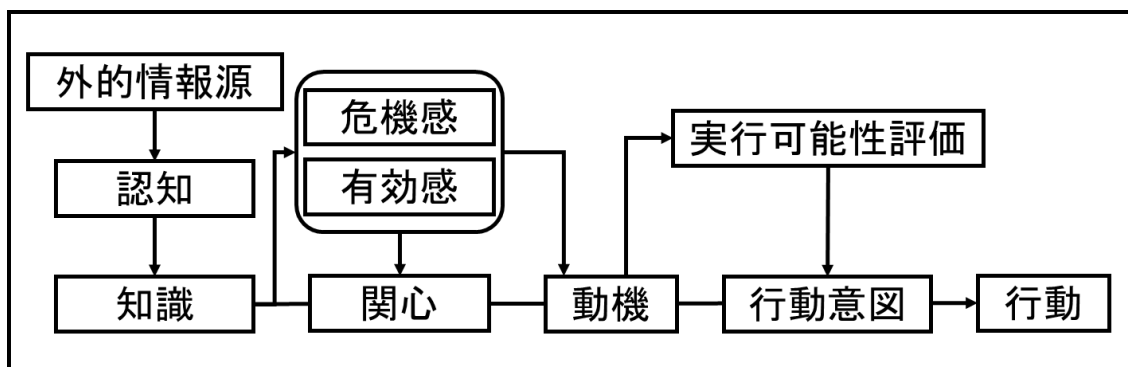 外的情報源
認知
知識
危機感
有効感
関心
動機
実行可能性評価
行動意図
行動